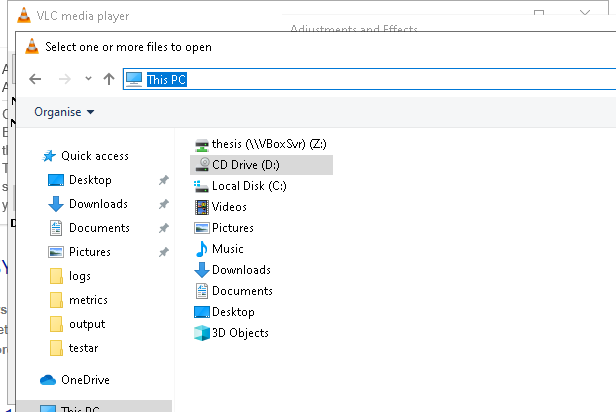 VLC media player
Adjustments and Effects
Select one or more files to open
This PC
Organise
Quick access
Desktop
Downloads
Documents
Pictures
logs
metrics
output
testar
OneDrive
This PC
thesis (\\VBoxSvr) (Z:)
CD Drive (D:)
Local Disk (C:)
Videos
Pictures
Music
Downloads
Documents
Desktop
3D Objects